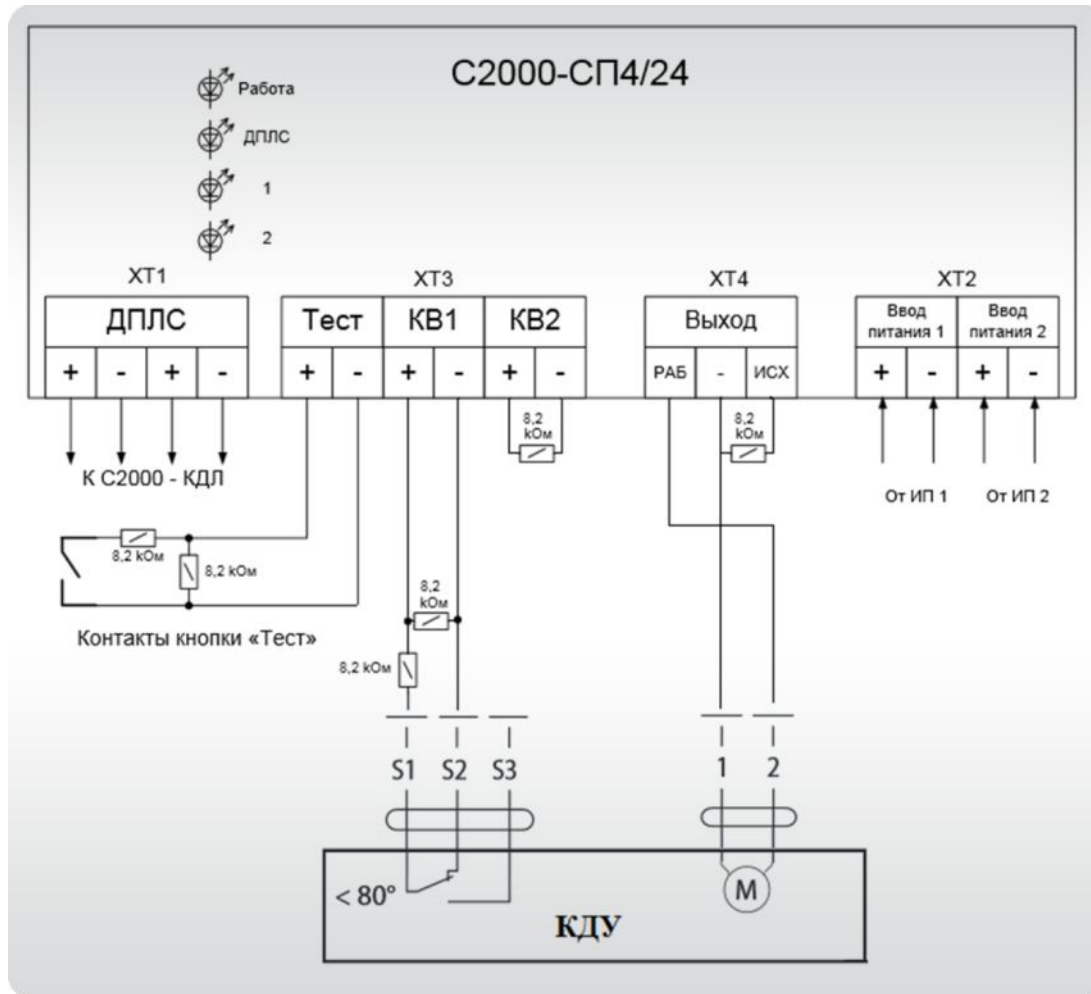 С2000-СП4/24
Работа
ДПЛС
1
2
ХТ1
ХТ3
ХТ4
ХТ2
ДПЛС
Тест
КВ1
КВ2
Выход
Ввод
питания 1
Ввод
питания 2
+ - + -
+ - + - + -
РАБ - ИСХ
+ - + -
8,2
kОм
8,2
kОм
К С2000 - КДЛ
От ИП 1
От ИП 2
8,2 kОм
8,2 kОм
8,2
kОм
Контакты кнопки «Тест»
8,2 kОм
S1 S2 S3
1 2
< 80°
М
КДУ